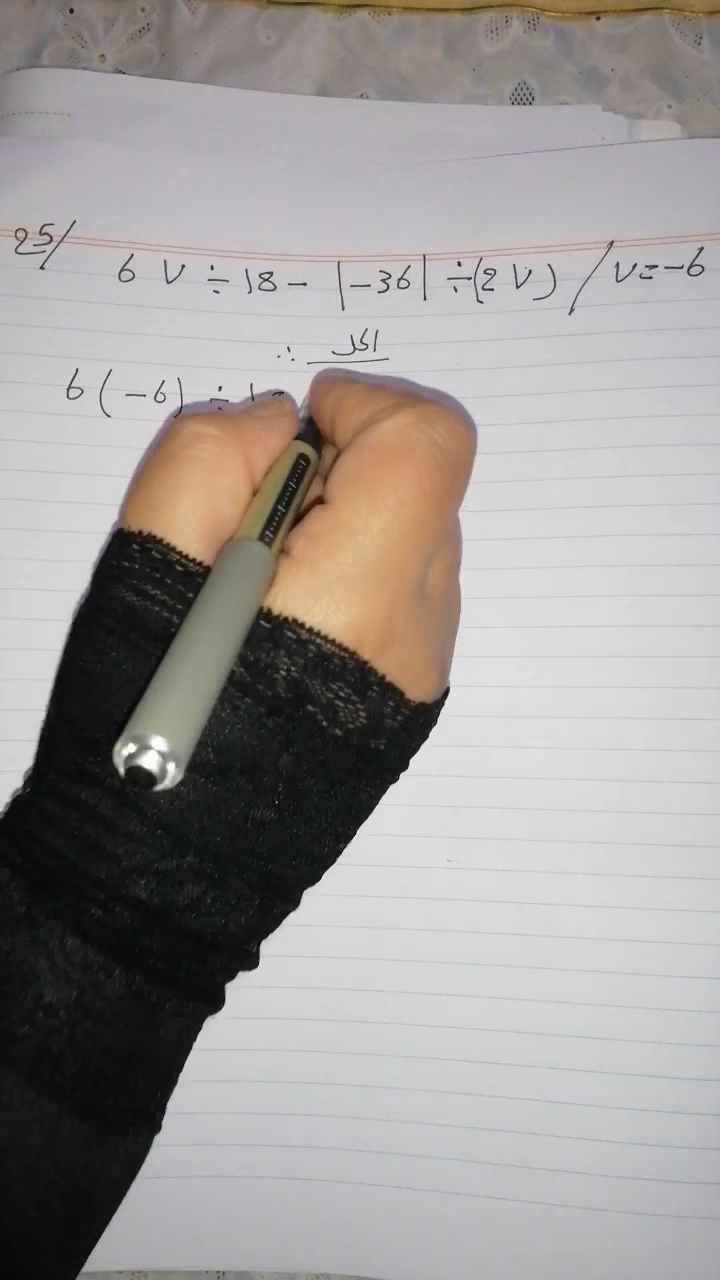 25/ 6 V ÷ 18 - |-36| ÷ (2 V) / V = -6
الحل ∴
6 (-6) ÷ 1